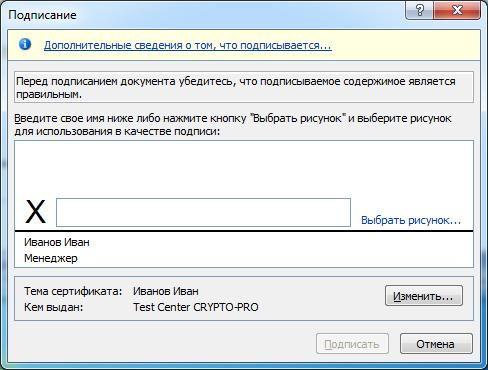 Подписание
Дополнительные сведения о том, что подписывается...
Перед подписанием документа убедитесь, что подписываемое содержимое является
правильным.
Введите свое имя ниже либо нажмите кнопку "Выбрать рисунок" и выберите рисунок
для использования в качестве подписи:
X
Выбрать рисунок...
Иванов Иван
Менеджер
Тема сертификата: Иванов Иван
Кем выдан: Test Center CRYPTO-PRO
Изменить...
Подписать Отмена